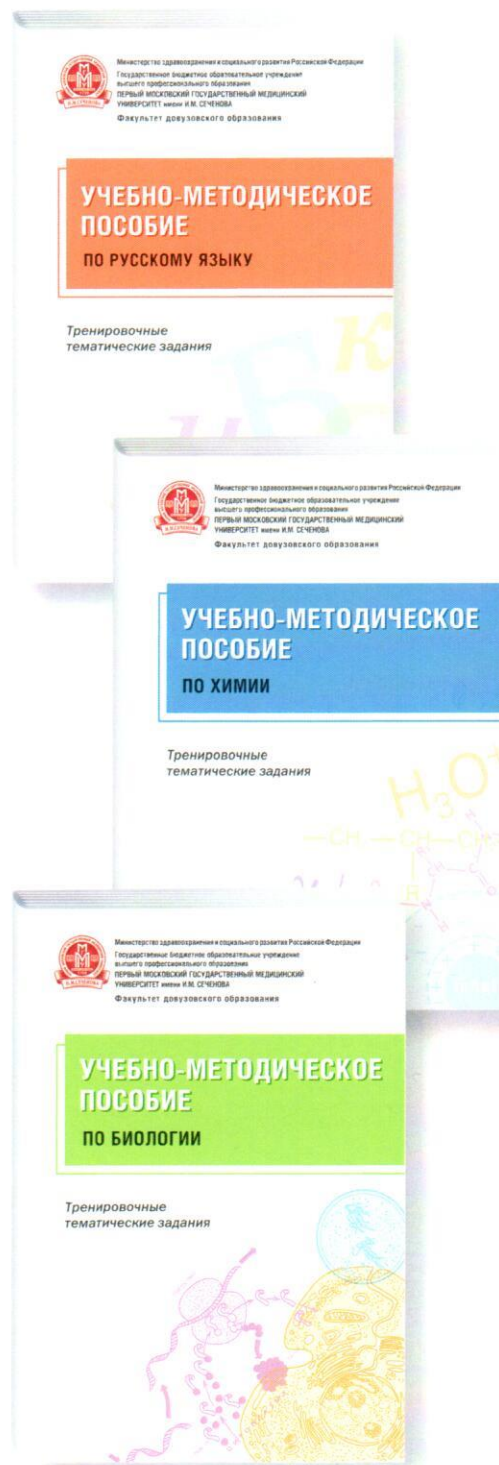 Министерство здравоохранения и социального развития Российской Федерации
Государственное бюджетное образовательное учреждение
высшего профессионального образования
ПЕРВЫЙ МОСКОВСКИЙ ГОСУДАРСТВЕННЫЙ МЕДИЦИНСКИЙ
УНИВЕРСИТЕТ имени И.М. СЕЧЕНОВА
Факультет довузовского образования
УЧЕБНО-МЕТОДИЧЕСКОЕ
ПОСОБИЕ
ПО РУССКОМУ ЯЗЫКУ
Тренировочные
тематические задания
Министерство здравоохранения и социального развития Российской Федерации
Государственное бюджетное образовательное учреждение
высшего профессионального образования
ПЕРВЫЙ МОСКОВСКИЙ ГОСУДАРСТВЕННЫЙ МЕДИЦИНСКИЙ
УНИВЕРСИТЕТ имени И.М. СЕЧЕНОВА
Факультет довузовского образования
УЧЕБНО-МЕТОДИЧЕСКОЕ
ПОСОБИЕ
ПО ХИМИИ
Тренировочные
тематические задания
H₃O⁺
Министерство здравоохранения и социального развития Российской Федерации
Государственное бюджетное образовательное учреждение
высшего профессионального образования
ПЕРВЫЙ МОСКОВСКИЙ ГОСУДАРСТВЕННЫЙ МЕДИЦИНСКИЙ
УНИВЕРСИТЕТ имени И.М. СЕЧЕНОВА
Факультет довузовского образования
УЧЕБНО-МЕТОДИЧЕСКОЕ
ПОСОБИЕ
ПО БИОЛОГИИ
Тренировочные
тематические задания